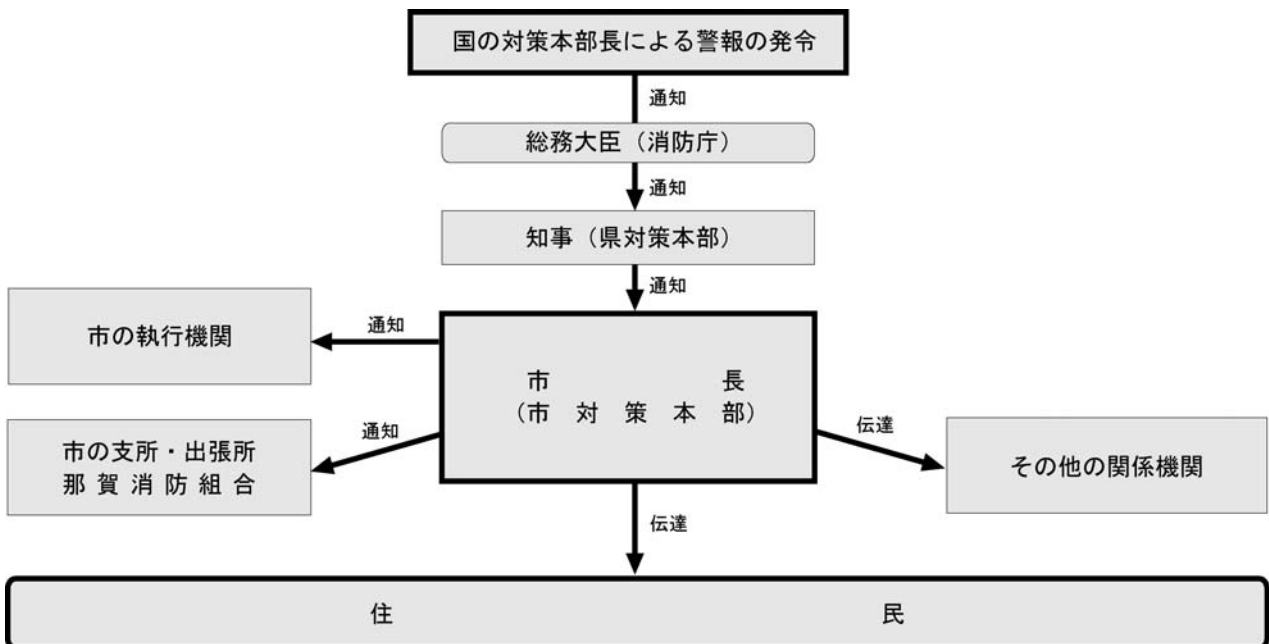 国の対策本部長による警報の発令
通知
総務大臣（消防庁）
通知
知事（県対策本部）
通知
市の執行機関
通知
市長
（市対策本部）
市の支所・出張所
那賀消防組合
通知
伝達
その他の関係機関
伝達
住民